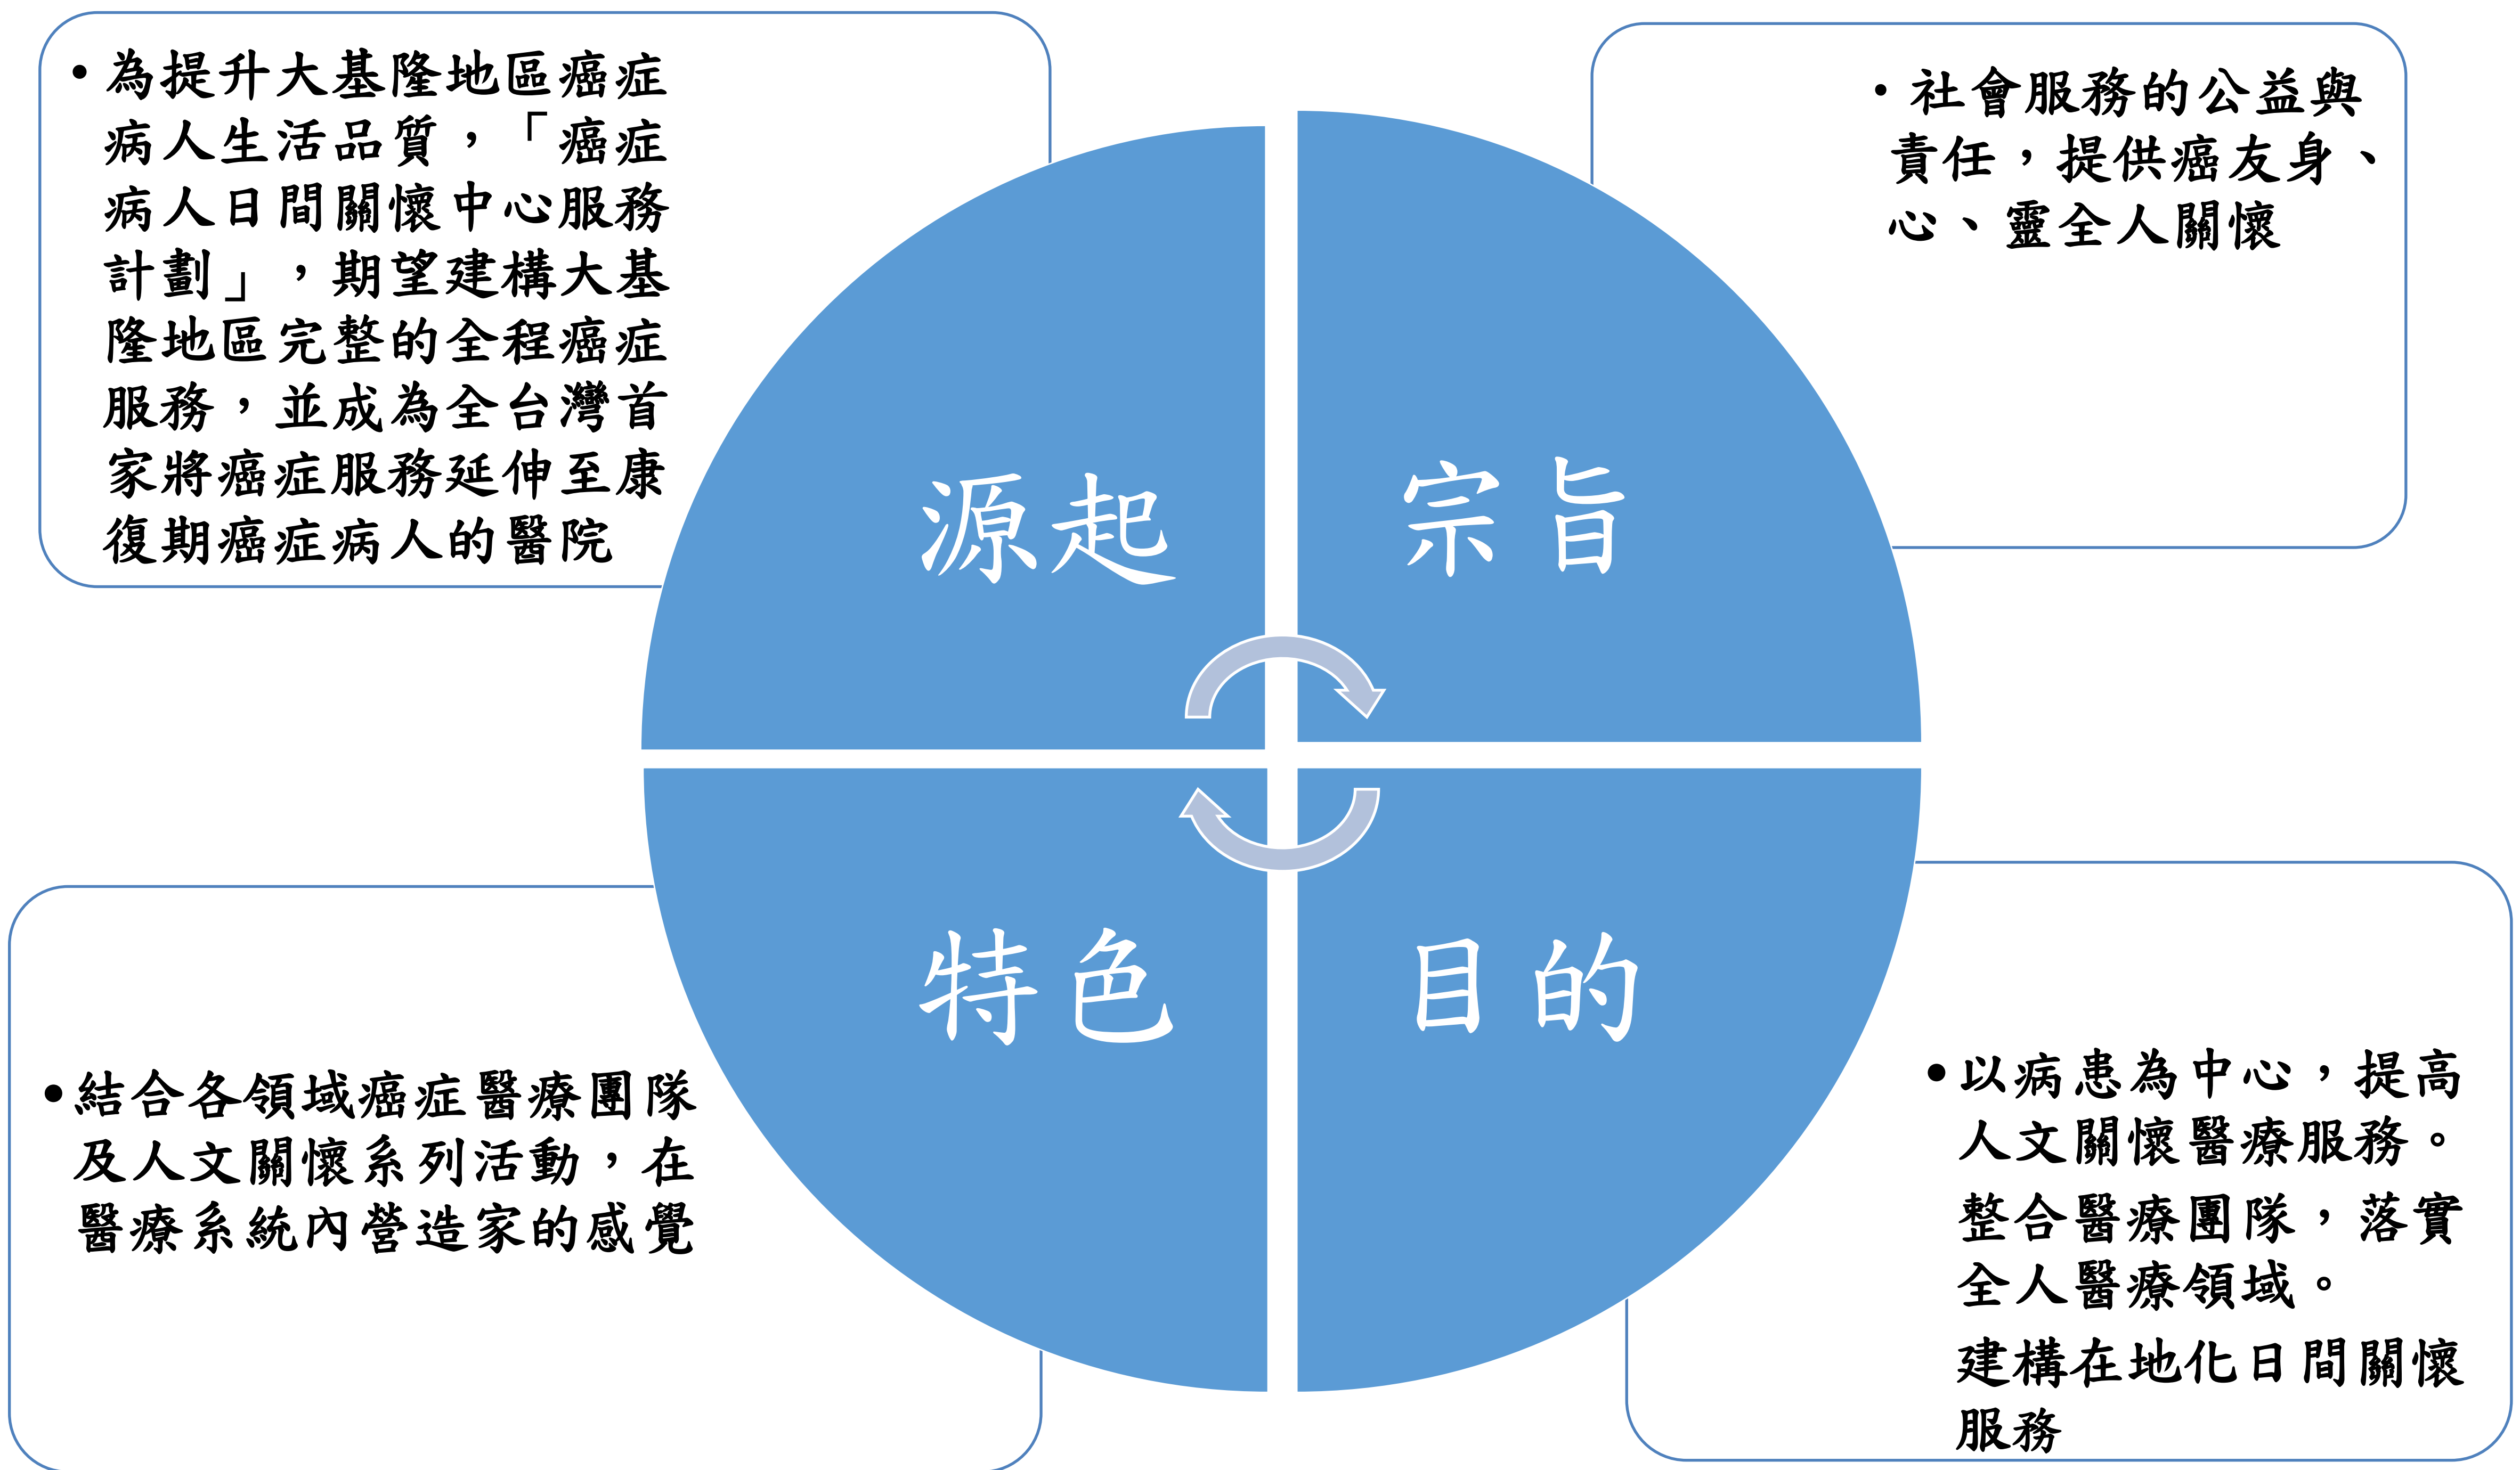 •為提升大基隆地區癌症
病人生活品質，「癌症
病人日間關懷中心服務
計劃」，期望建構大基
隆地區完整的全程癌症
服務，並成為全台灣首
家將癌症服務延伸至康
復期癌症病人的醫院
•社會服務的公益與
責任，提供癌友身、
心、靈全人關懷
源起
宗旨
特色
目的
•結合各領域癌症醫療團隊
及人文關懷系列活動，在
醫療系統內營造家的感覺
•以病患為中心，提高
人文關懷醫療服務。
整合醫療團隊，落實
全人醫療領域。
建構在地化日間關懷
服務